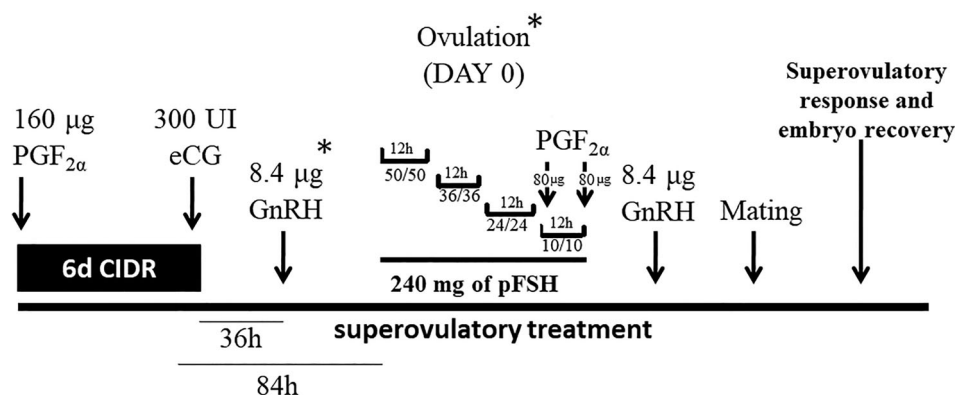 Ovulation*
(DAY 0)
Superovulatory
response and
embryo recovery
160 μg
PGF2α
300 UI
eCG
8.4 μg *
GnRH
12h
50/50
12h
36/36
12h
24/24
12h
10/10
PGF2α
80μg
80μg
8.4 μg
GnRH
Mating
6d CIDR
240 mg of pFSH
superovulatory treatment
36h
84h